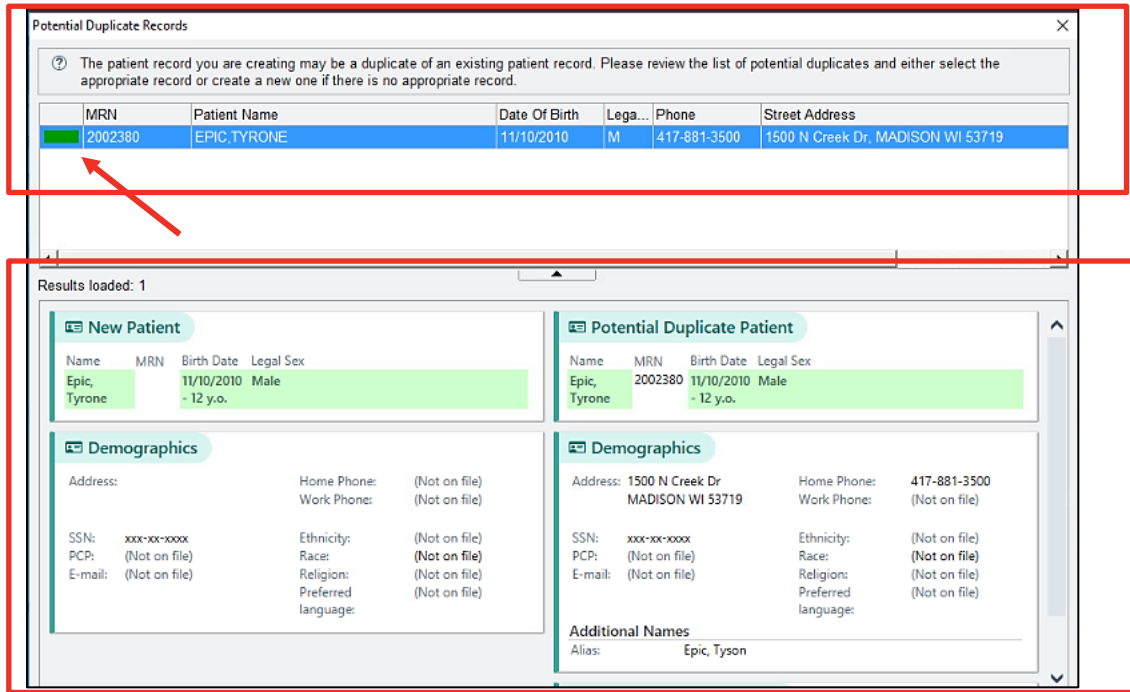 Potential Duplicate Records
The patient record you are creating may be a duplicate of an existing patient record. Please review the list of potential duplicates and either select the
appropriate record or create a new one if there is no appropriate record.
MRN Patient Name Date Of Birth Lega... Phone Street Address
2002380 EPIC,TYRONE 11/10/2010 M 417-881-3500 1500 N Creek Dr, MADISON WI 53719
Results loaded: 1
New Patient
Name MRN Birth Date Legal Sex
Epic, 11/10/2010 Male
Tyrone - 12 y.o.
Potential Duplicate Patient
Name MRN Birth Date Legal Sex
Epic, 2002380 11/10/2010 Male
Tyrone - 12 y.o.
Demographics
Address: Home Phone: (Not on file)
Work Phone: (Not on file)
SSN: xxx-xx-xxxx Ethnicity: (Not on file)
PCP: (Not on file) Race: (Not on file)
E-mail: (Not on file) Religion: (Not on file)
Preferred (Not on file)
language:
Demographics
Address: 1500 N Creek Dr Home Phone: 417-881-3500
MADISON WI 53719 Work Phone: (Not on file)
SSN: xxx-xx-xxxx Ethnicity: (Not on file)
PCP: (Not on file) Race: (Not on file)
E-mail: (Not on file) Religion: (Not on file)
Preferred (Not on file)
language:
Additional Names
Alias: Epic, Tyson